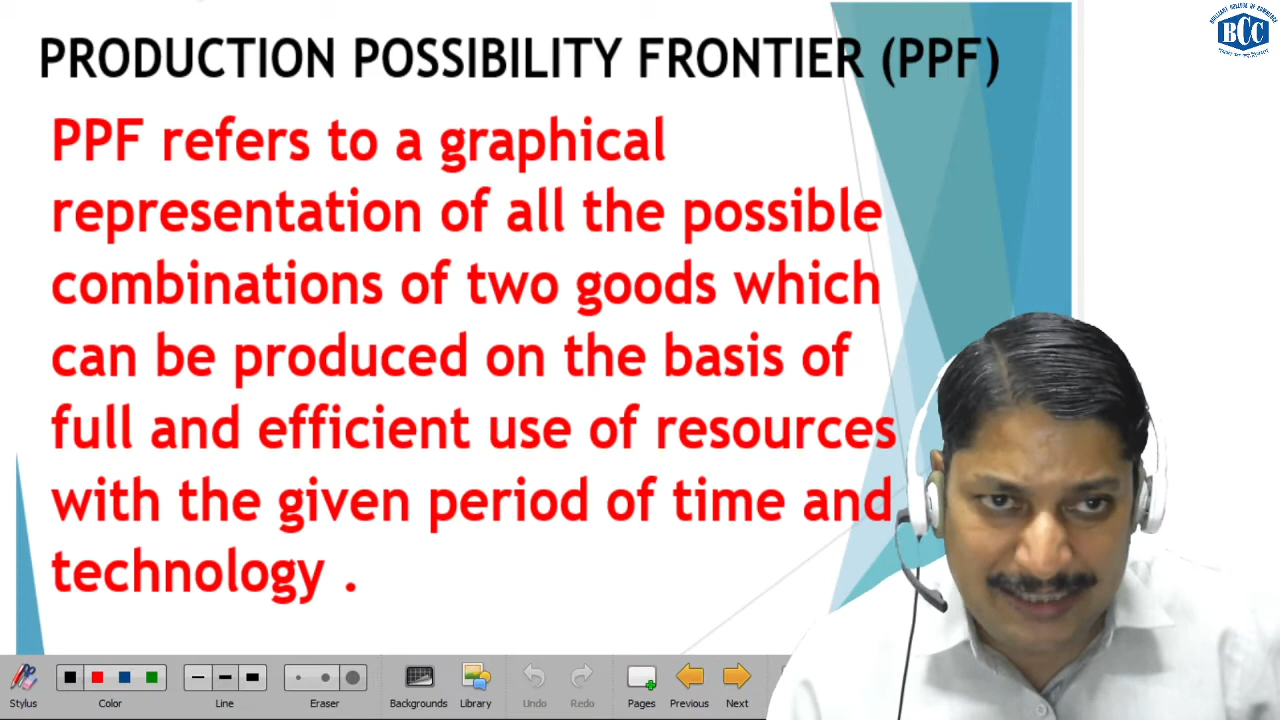 PRODUCTION POSSIBILITY FRONTIER (PPF)
BCC
PPF refers to a graphical
representation of all the possible
combinations of two goods which
can be produced on the basis of
full and efficient use of resources
with the given period of time and
technology .
Stylus
Color
Line
Eraser
Backgrounds
Library
Undo
Redo
Pages
Previous
Next